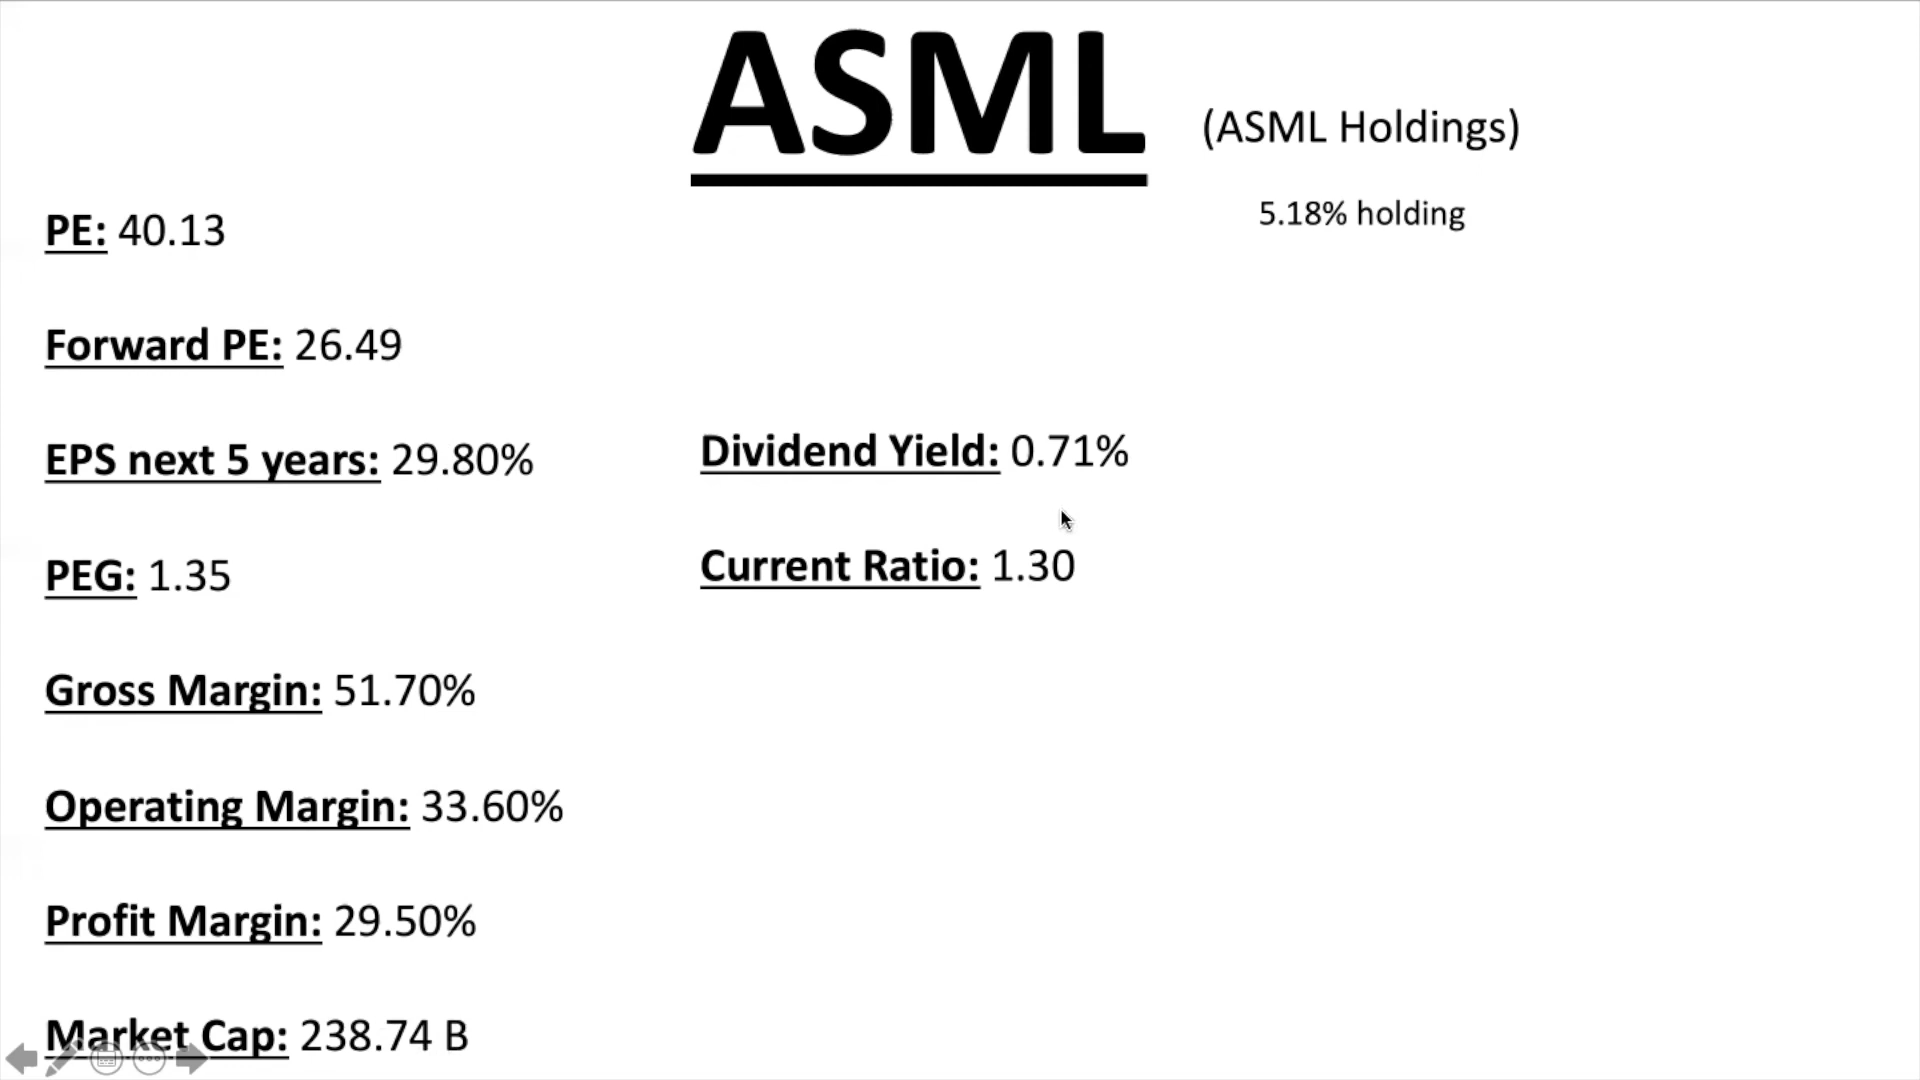 ASML
(ASML Holdings)
5.18% holding
PE: 40.13
Forward PE: 26.49
EPS next 5 years: 29.80%
PEG: 1.35
Gross Margin: 51.70%
Operating Margin: 33.60%
Profit Margin: 29.50%
Market Cap: 238.74 B
Dividend Yield: 0.71%
Current Ratio: 1.30